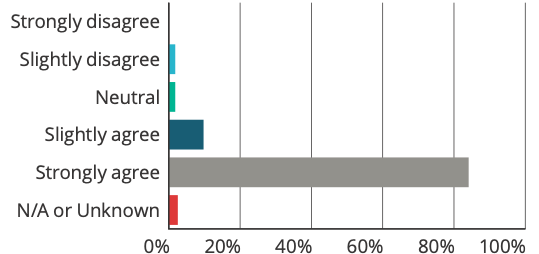 Strongly disagree
Slightly disagree
Neutral
Slightly agree
Strongly agree
N/A or Unknown
0% 20% 40% 60% 80% 100%